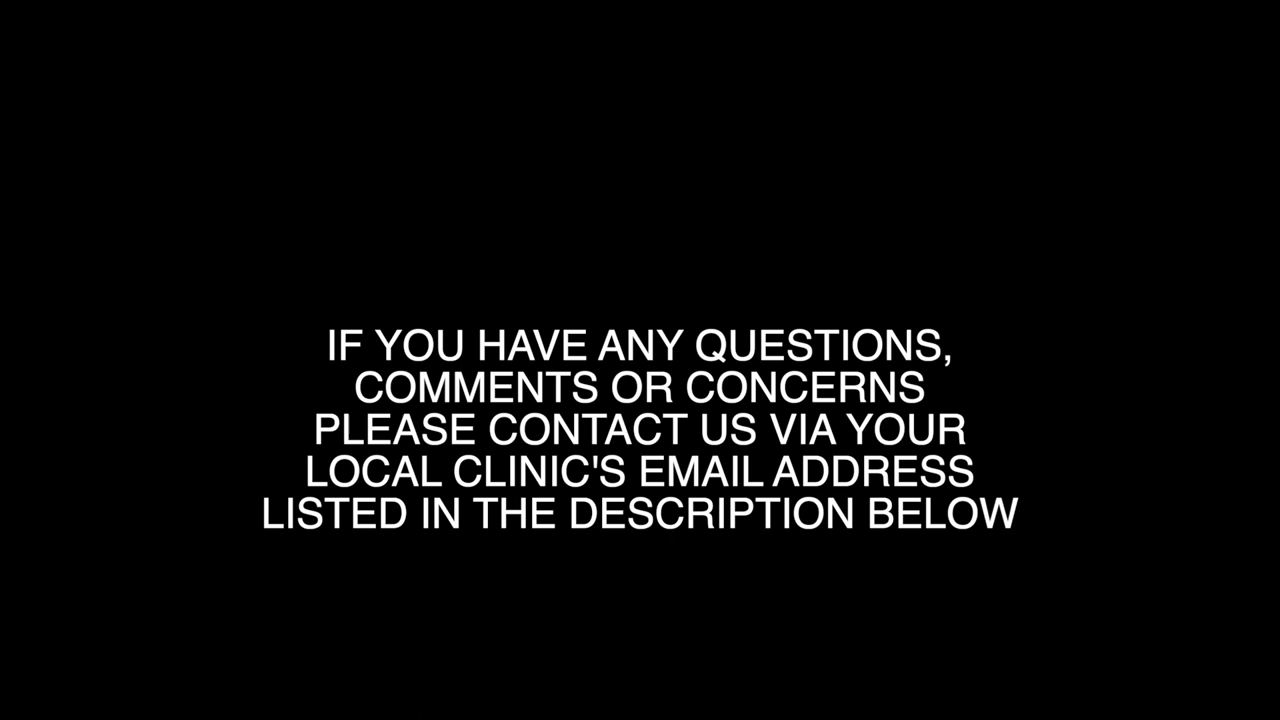 IF YOU HAVE ANY QUESTIONS,
COMMENTS OR CONCERNS
PLEASE CONTACT US VIA YOUR
LOCAL CLINIC'S EMAIL ADDRESS
LISTED IN THE DESCRIPTION BELOW